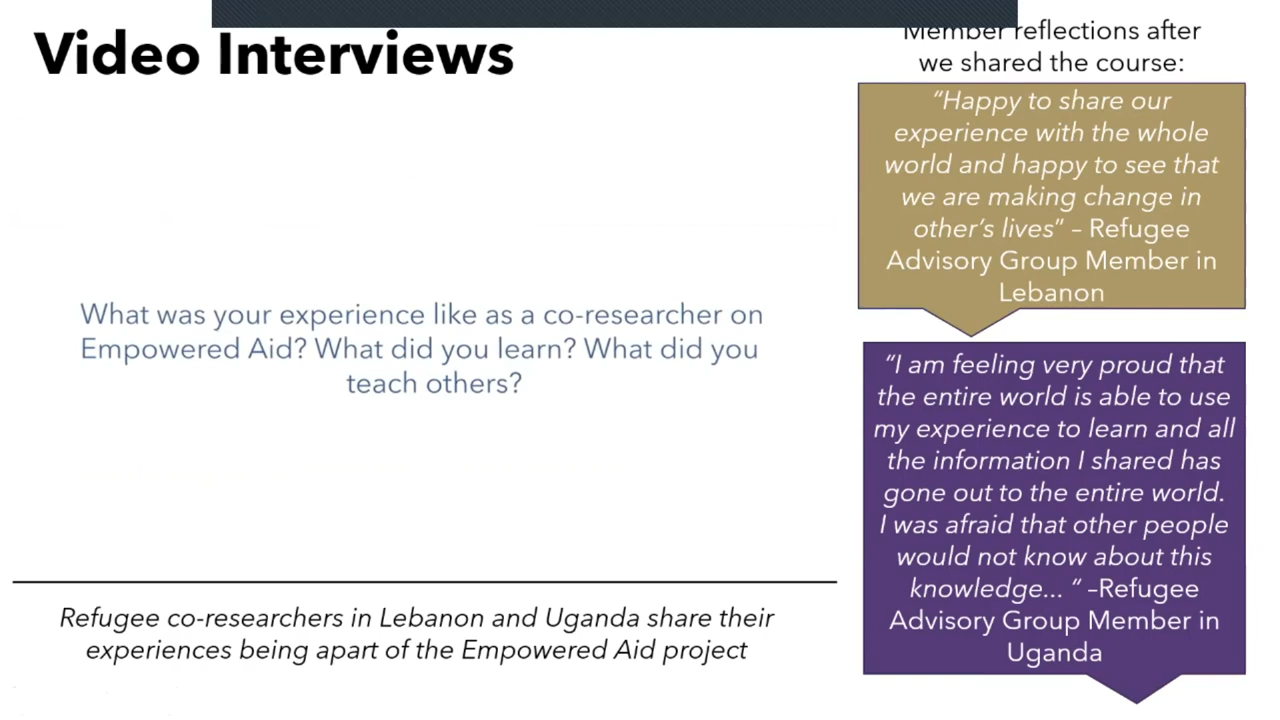 Video Interviews
What was your experience like as a co-researcher on
Empowered Aid? What did you learn? What did you
teach others?
Refugee co-researchers in Lebanon and Uganda share their
experiences being apart of the Empowered Aid project
Member reflections after
we shared the course:
“Happy to share our
experience with the whole
world and happy to see that
we are making change in
other’s lives” – Refugee
Advisory Group Member in
Lebanon
“I am feeling very proud that
the entire world is able to use
my experience to learn and all
the information I shared has
gone out to the entire world.
I was afraid that other people
would not know about this
knowledge... “ –Refugee
Advisory Group Member in
Uganda